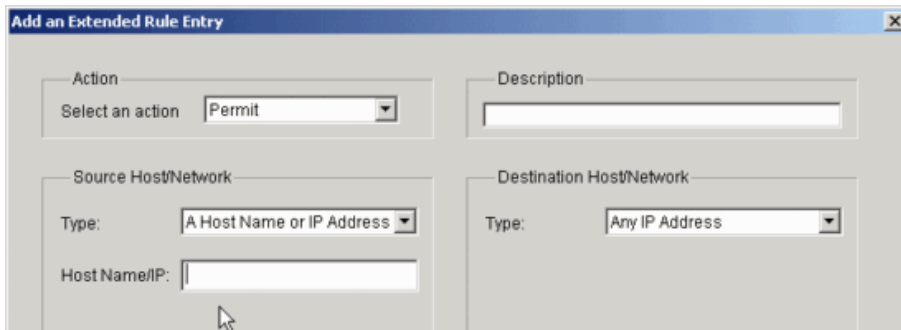 Add an Extended Rule Entry
Action
Select an action Permit
Description
Source Host/Network
Type: A Host Name or IP Address
Host Name/IP:
Destination Host/Network
Type: Any IP Address